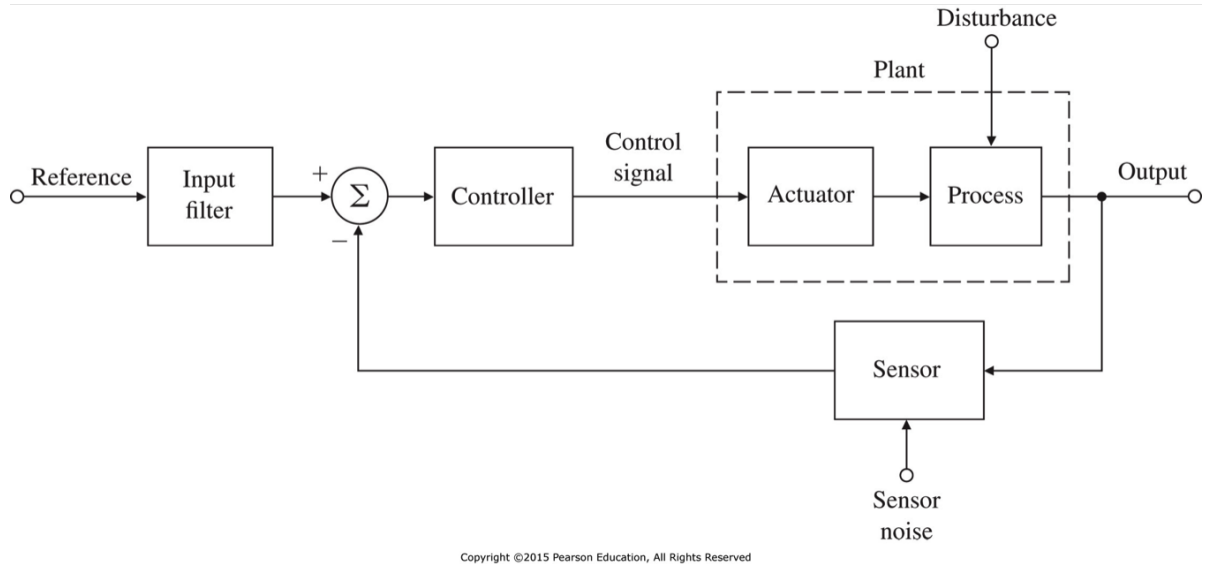 Disturbance
Plant
Control
signal
Reference
Input
filter
+
Σ
−
Controller
Actuator
Process
Output
Sensor
Sensor
noise
Copyright ©2015 Pearson Education, All Rights Reserved